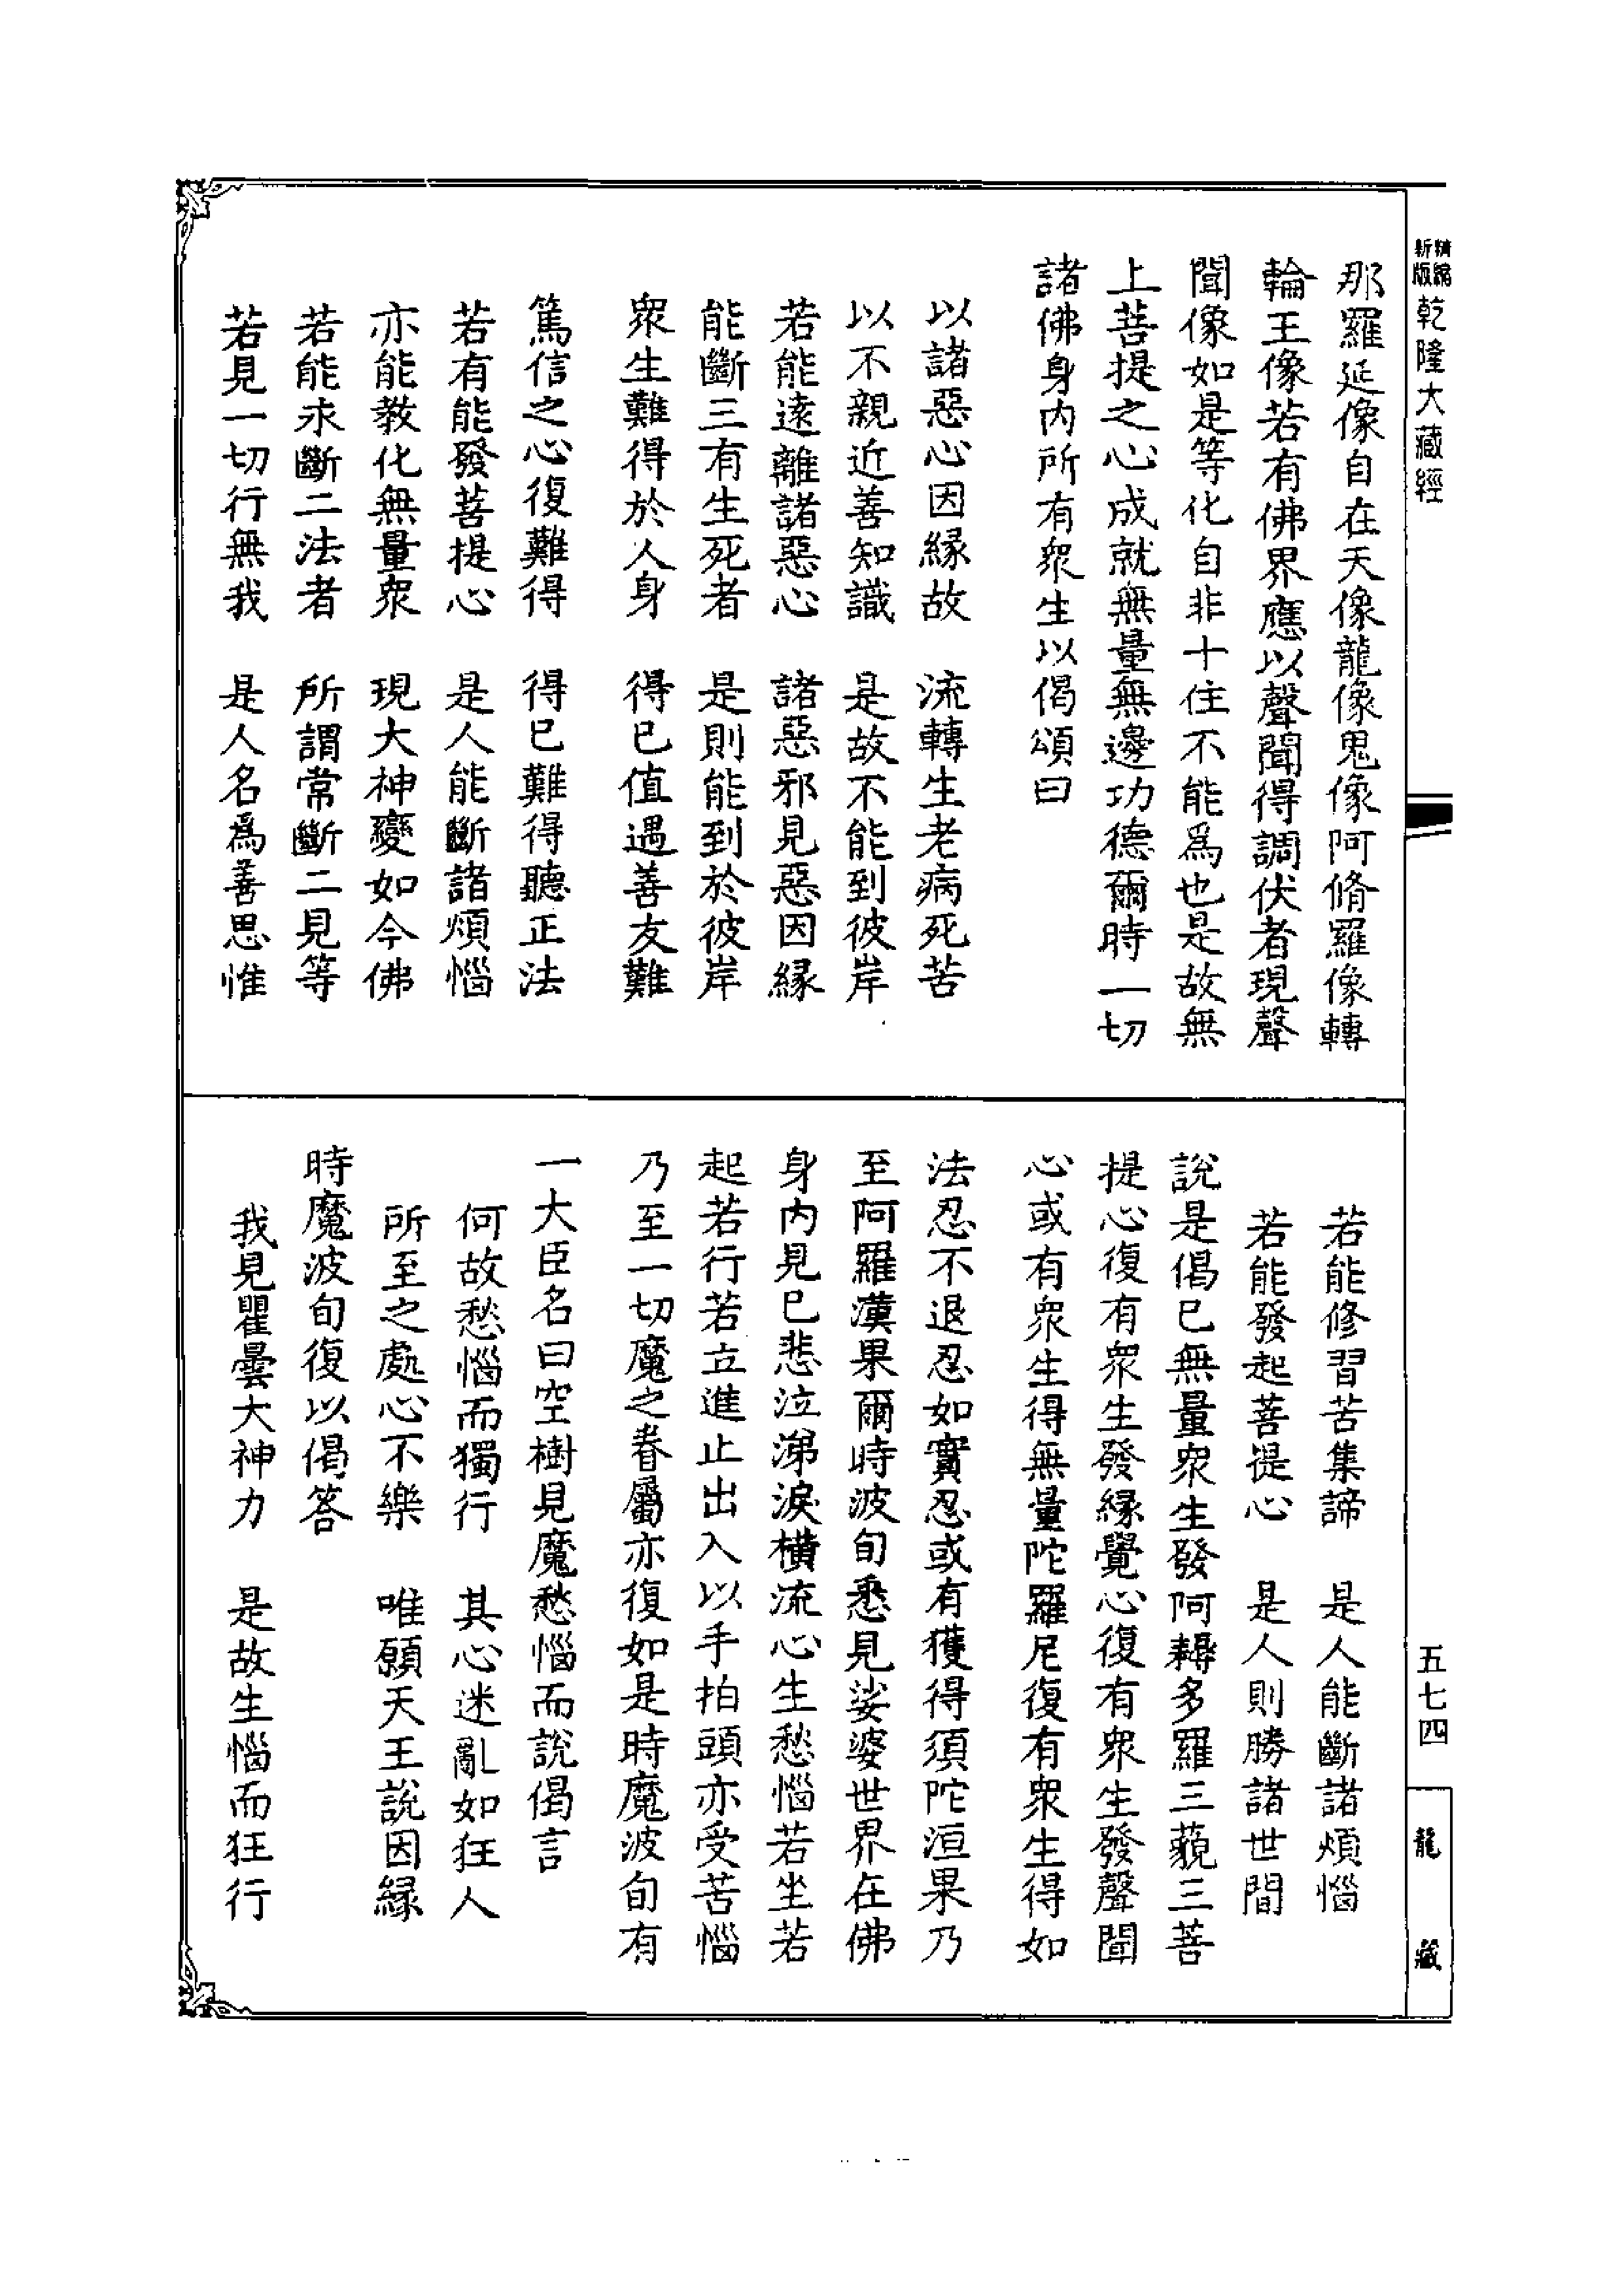 新版精編乾隆大藏經
那羅延像自在天像龍像鬼像阿脩羅像轉
輪王像若有佛界應以聲聞得調伏者現聲
聞像如是等化自非十住不能爲也是故無
上菩提之心成就無量無邊功德爾時一切
諸佛身內所有衆生以偈頌曰
以諸惡心因緣故　流轉生老病死苦
以不親近善知識　是故不能到彼岸
若能遠離諸惡心　諸惡邪見惡因緣
能斷三有生死者　是則能到於彼岸
衆生難得於人身　得已值遇善友難
篤信之心復難得　得已難得聽正法
若有能發菩提心　是人能斷諸煩惱
亦能教化無量衆　現大神變如今佛
若能永斷二法者　所謂常斷二見等
若見一切行無我　是人名爲善思惟
若能修習苦集諦　是人能斷諸煩惱
若能發起菩提心　是人則勝諸世間
說是偈已無量衆生發阿耨多羅三藐三菩
提心復有衆生發緣覺心復有衆生發聲聞
心或有衆生得無量陀羅尼復有衆生得如
法忍不退忍如實忍或有獲得須陀洹果乃
至阿羅漢果爾時波旬悉見娑婆世界在佛
身內見已悲泣涕淚橫流心生愁惱若坐若
起若行若立進止出入以手拍頭亦受苦惱
乃至一切魔之眷屬亦復如是時魔波旬有
一大臣名曰空樹見魔愁惱而說偈言
何故愁惱而獨行　其心迷亂如狂人
所至之處心不樂　唯願天王說因緣
時魔波旬復以偈答
我見瞿曇大神力　是故生惱而狂行
五七四
龍藏